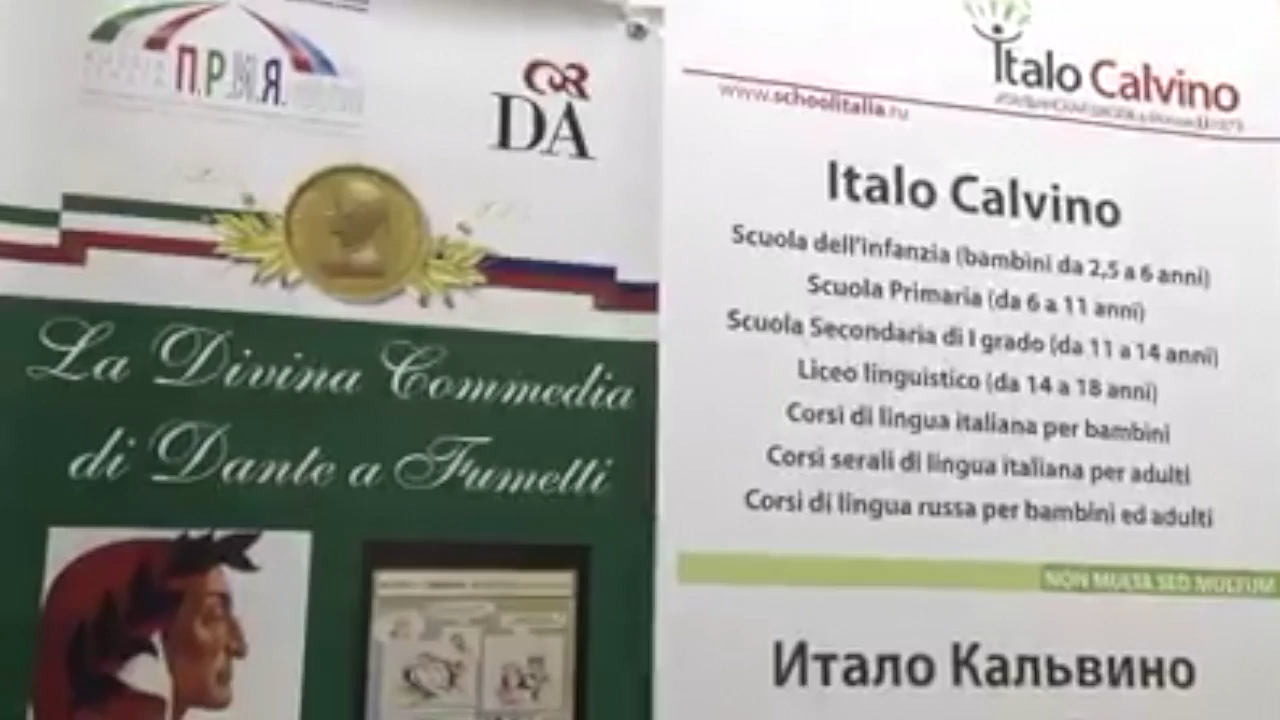 П.Р.И.Я.
DA
La Divina Commedia
di Dante a Fumetti
Italo Calvino
www.schoolitalia.ru
Italo Calvino
Scuola dell'infanzia (bambini da 2,5 a 6 anni)
Scuola Primaria (da 6 a 11 anni)
Scuola Secondaria di I grado (da 11 a 14 anni)
Liceo linguistico (da 14 a 18 anni)
Corsi di lingua italiana per bambini
Corsi serali di lingua italiana per adulti
Corsi di lingua russa per bambini ed adulti
NON MULTA SED MULTUM
Итало Кальвино